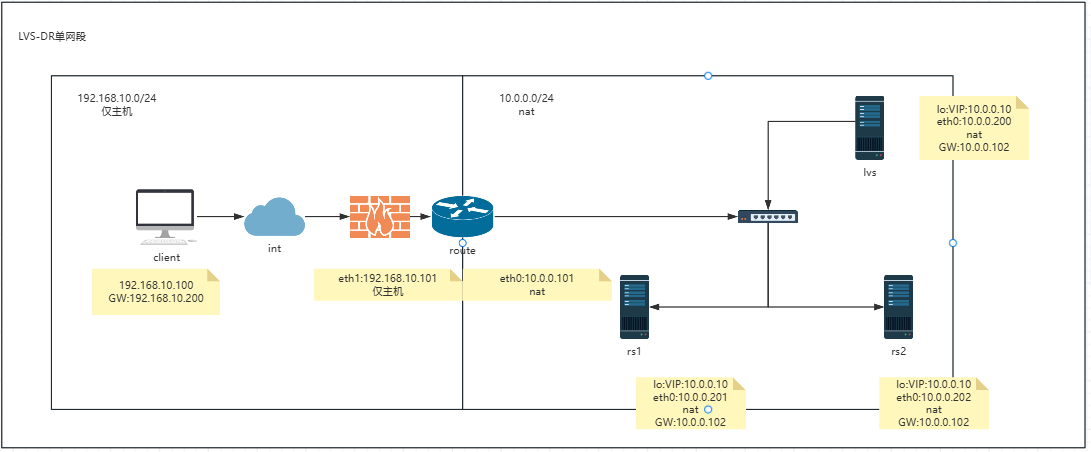 LVS-DR单网段
192.168.10.0/24
仅主机
10.0.0.0/24
nat
lo:VIP:10.0.0.10
eth0:10.0.0.200
nat
GW:10.0.0.102
lvs
client
int
route
192.168.10.100
GW:192.168.10.200
eth1:192.168.10.101
仅主机
eth0:10.0.0.101
nat
rs1
rs2
lo:VIP:10.0.0.10
eth0:10.0.0.201
nat
GW:10.0.0.102
lo:VIP:10.0.0.10
eth0:10.0.0.202
nat
GW:10.0.0.102